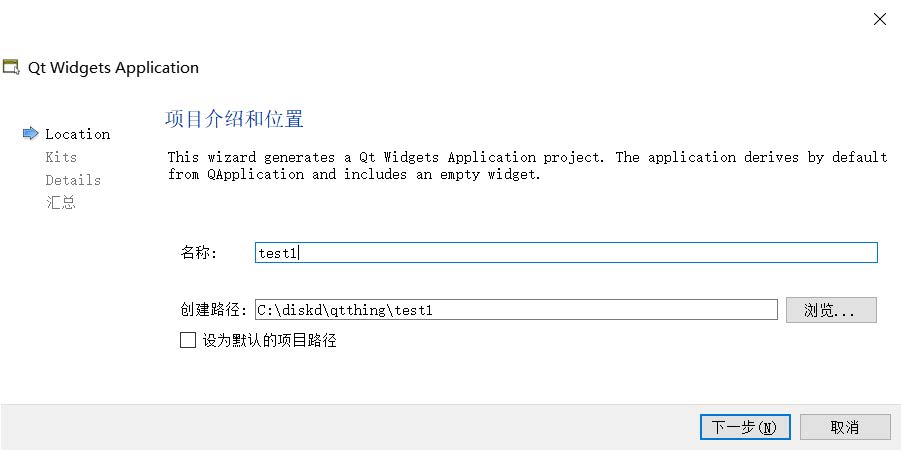 Qt Widgets Application
Location
Kits
Details
汇总
项目介绍和位置
This wizard generates a Qt Widgets Application project. The application derives by default
from QApplication and includes an empty widget.
名称: test1
创建路径: C:\diskd\qtthing\test1 浏览...
设为默认的项目路径
下一步(N) 取消